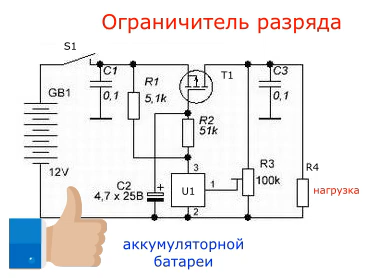 Ограничитель разряда
S1
C1
0,1
R1
5,1k
T1
C3
0,1
GB1
R2
51k
12V
C2
4,7 x 25B
3
U1
1
2
R3
100k
R4
нагрузка
+
аккумуляторной
батареи